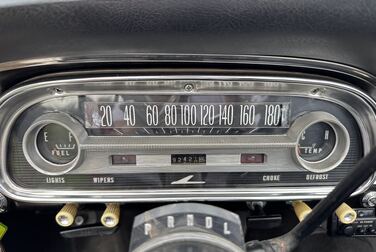 20 40 60 80 100 120 140 160 180
E
FUEL
C H
TEMP
LIGHTS WIPERS CHOKE DEFROST